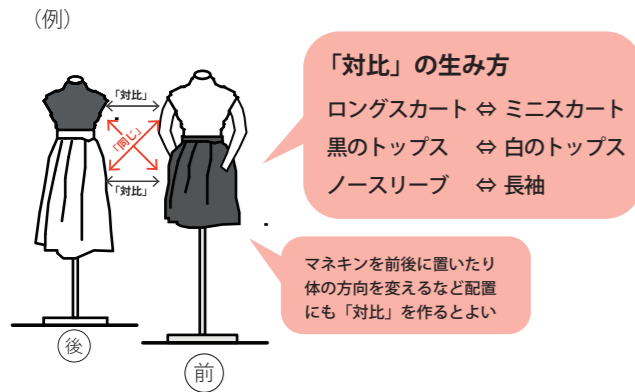 （例）
「対比」
「同じ」
「対比」
後
前
「対比」の生み方
ロングスカート ⇔ ミニスカート
黒のトップス ⇔ 白のトップス
ノースリーブ ⇔ 長袖
マネキンを前後に置いたり
体の方向を変えるなど配置
にも「対比」を作るとよい